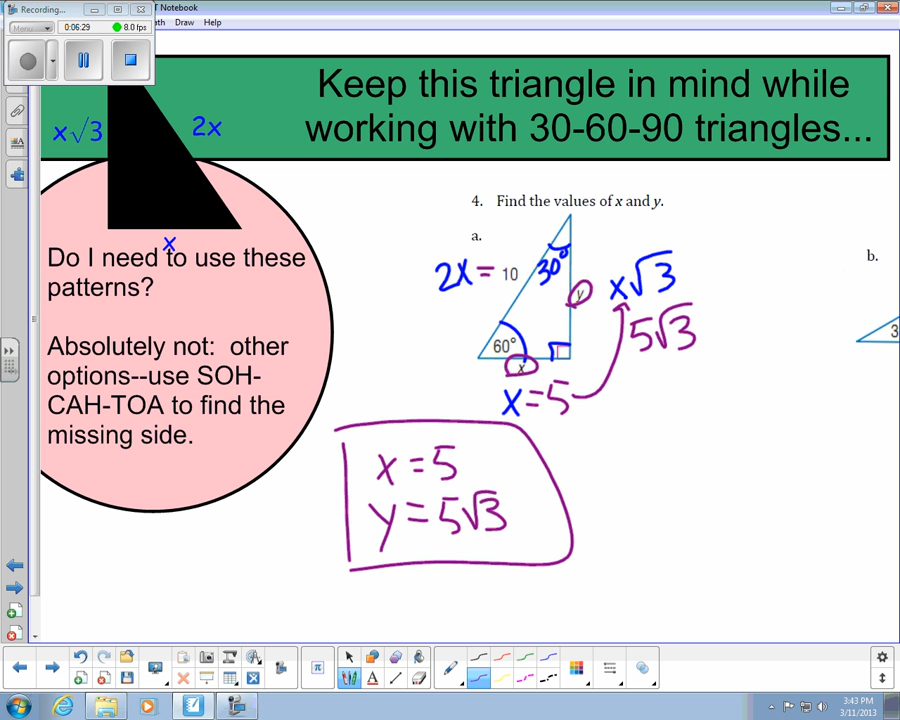 Recording...
T Notebook
Menu
0:06:29
8.0 fps
ath Draw Help
Keep this triangle in mind while
working with 30-60-90 triangles...
x√3
2x
x
Do I need to use these
patterns?
Absolutely not: other
options--use SOH-
CAH-TOA to find the
missing side.
4. Find the values of x and y.
a.
b.
2x = 10
30°
y
x√3
5√3
60°
x
3
x = 5
x = 5
y = 5√3
3:43 PM
3/11/2013